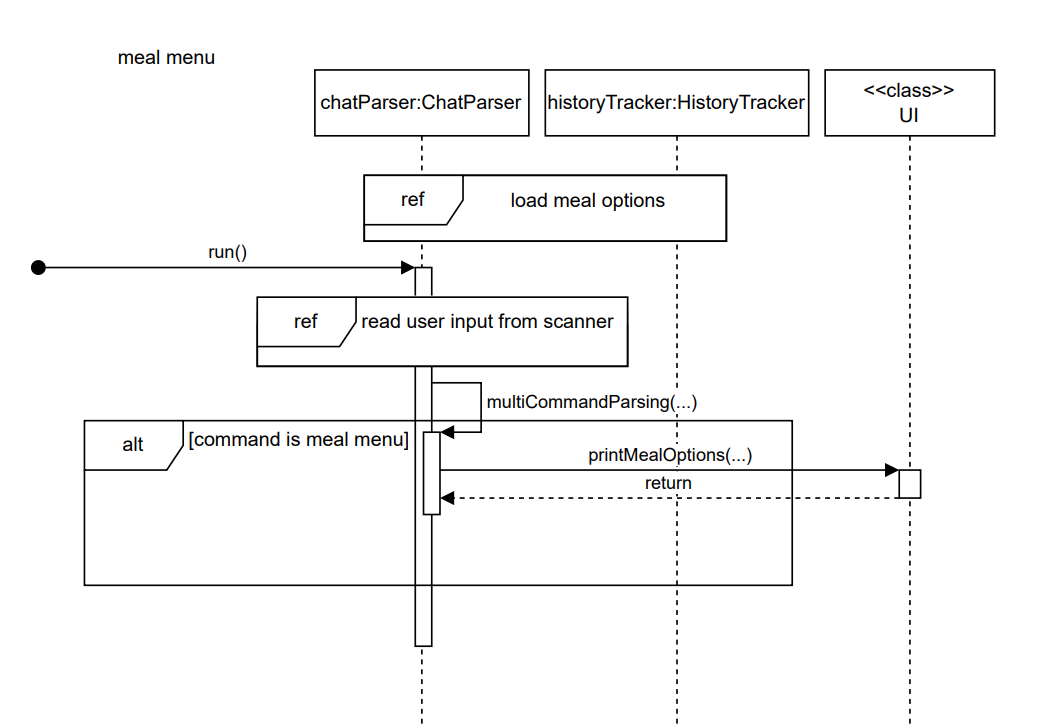 meal menu
chatParser:ChatParser
historyTracker:HistoryTracker
<<class>>
UI
ref
load meal options
run()
ref
read user input from scanner
multiCommandParsing(...)
alt
[command is meal menu]
printMealOptions(...)
return